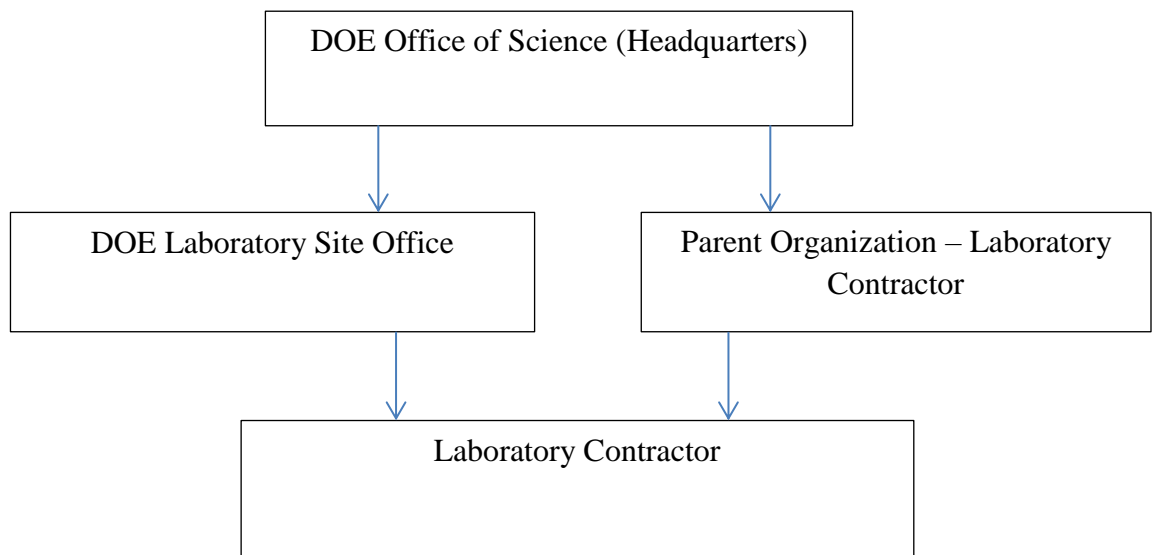 DOE Office of Science (Headquarters)
DOE Laboratory Site Office
Parent Organization – Laboratory
Contractor
Laboratory Contractor